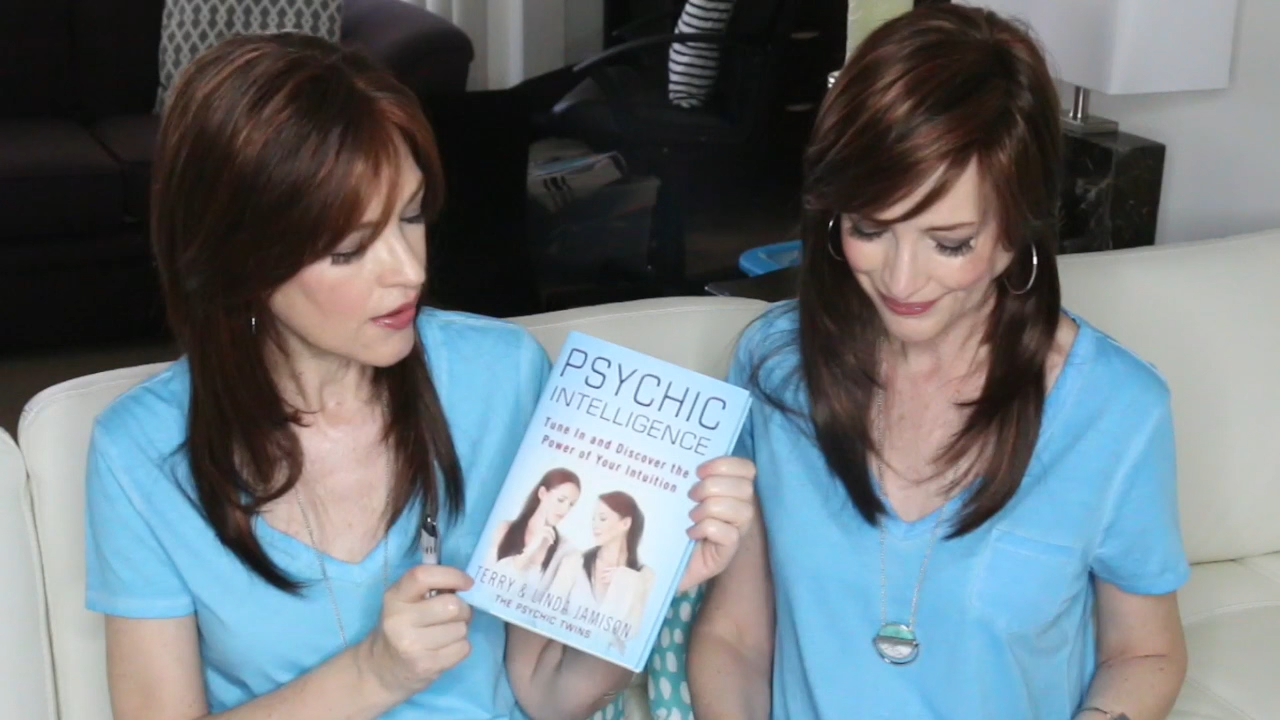 PSYCHIC
INTELLIGENCE
Tune In and Discover the
Power of Your Intuition
TERRY & LINDA JAMISON
THE PSYCHIC TWINS